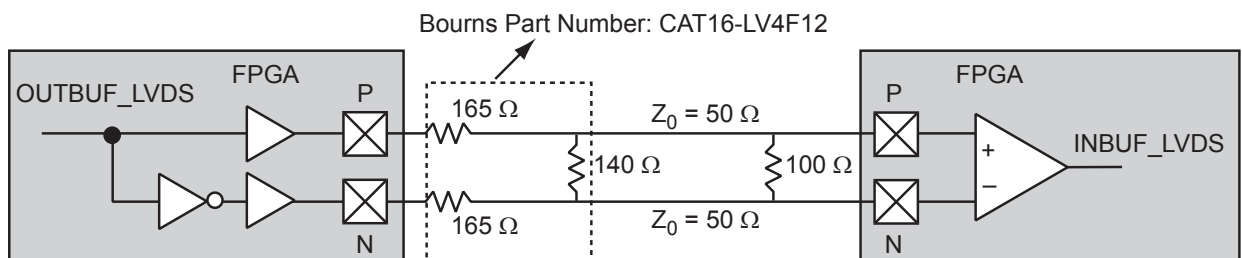 Bourns Part Number: CAT16-LV4F12
OUTBUF_LVDS
FPGA
P
165 Ω
Z0 = 50 Ω
P
FPGA
140 Ω
100 Ω
+
–
INBUF_LVDS
N
165 Ω
Z0 = 50 Ω
N